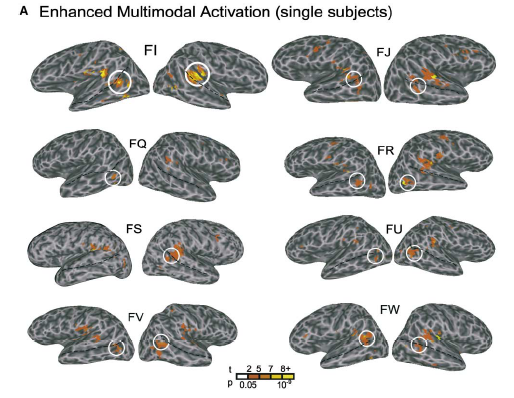 A Enhanced Multimodal Activation (single subjects)
FI
FJ
FQ
FR
FS
FU
FV
FW
t 2 5 7 8+
p 0.05 10⁻⁹